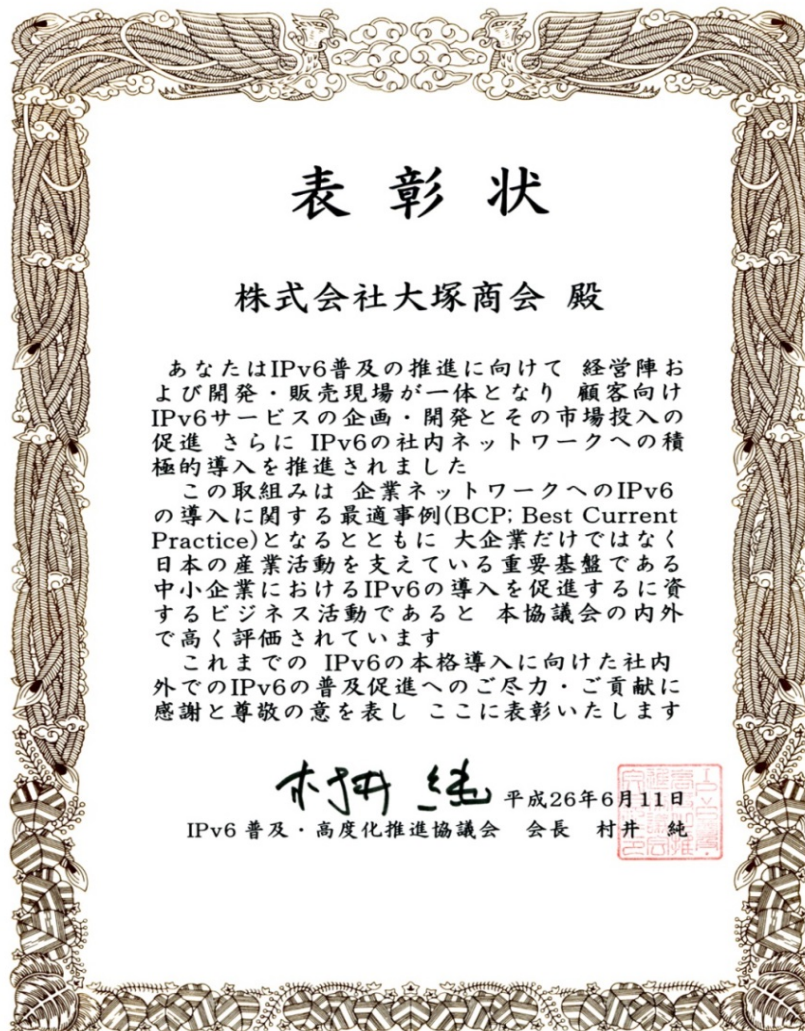 表彰状
株式会社大塚商会 殿
あなたはIPv6普及の推進に向けて 経営陣お
よび開発・販売現場が一体となり 顧客向け
IPv6サービスの企画・開発とその市場投入の
促進 さらに IPv6の社内ネットワークへの積
極的導入を推進されました
この取組みは 企業ネットワークへのIPv6
の導入に関する最適事例(BCP; Best Current
Practice)となるとともに 大企業だけではなく
日本の産業活動を支えている重要基盤である
中小企業におけるIPv6の導入を促進するに資
するビジネス活動であると 本協議会の内外
で高く評価されています
これまでの IPv6の本格導入に向けた社内
外でのIPv6の普及促進へのご尽力・ご貢献に
感謝と尊敬の意を表し ここに表彰いたします
村井 純 平成26年6月11日
IPv6 普及・高度化推進協議会 会長 村井 純